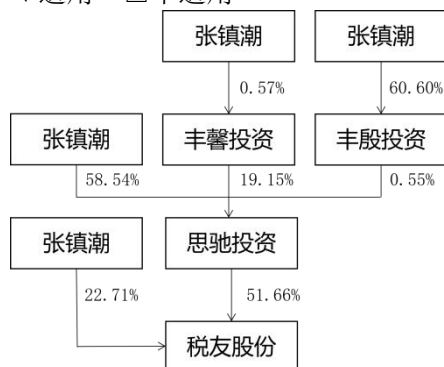 张镇潮 张镇潮
0.57% 60.60%
张镇潮 丰馨投资 丰殷投资
58.54% 19.15% 0.55%
张镇潮 思驰投资
22.71% 51.66%
税友股份